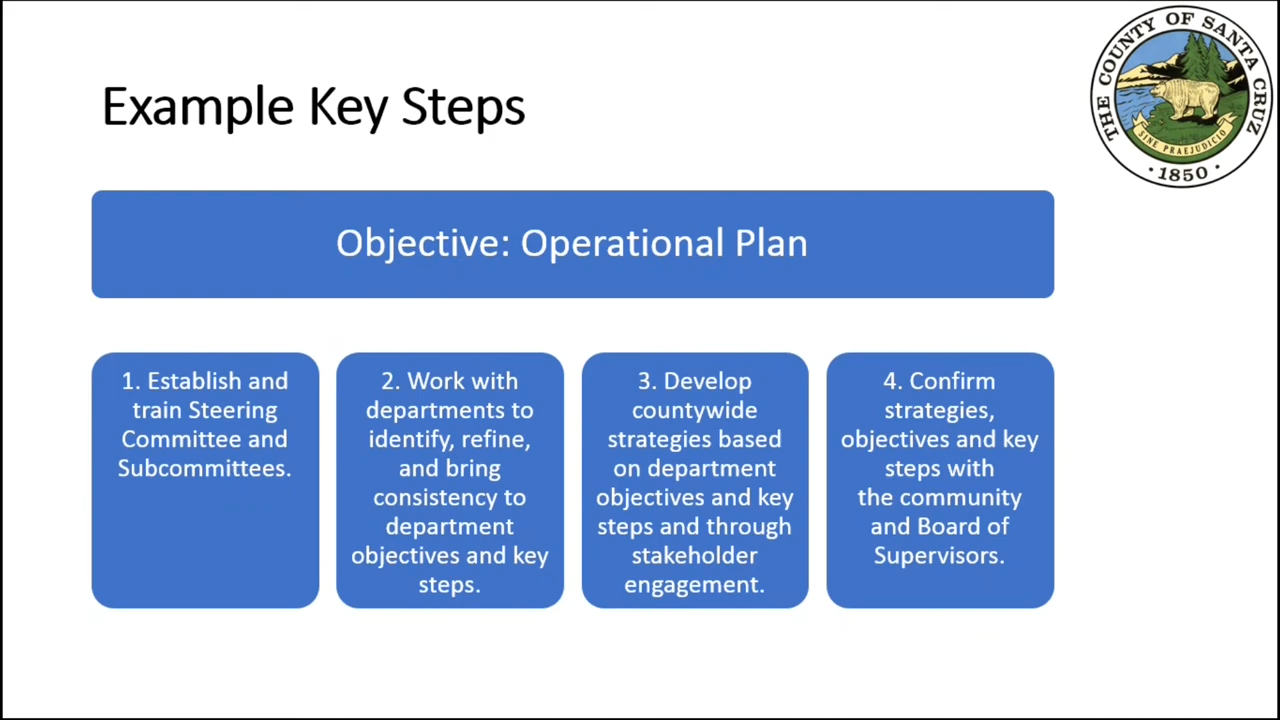 THE COUNTY OF SANTA CRUZ
SINE PRAEJUDICIO
· 1850 ·
Example Key Steps
Objective: Operational Plan
1. Establish and
train Steering
Committee and
Subcommittees.
2. Work with
departments to
identify, refine,
and bring
consistency to
department
objectives and key
steps.
3. Develop
countywide
strategies based
on department
objectives and key
steps and through
stakeholder
engagement.
4. Confirm
strategies,
objectives and key
steps with
the community
and Board of
Supervisors.